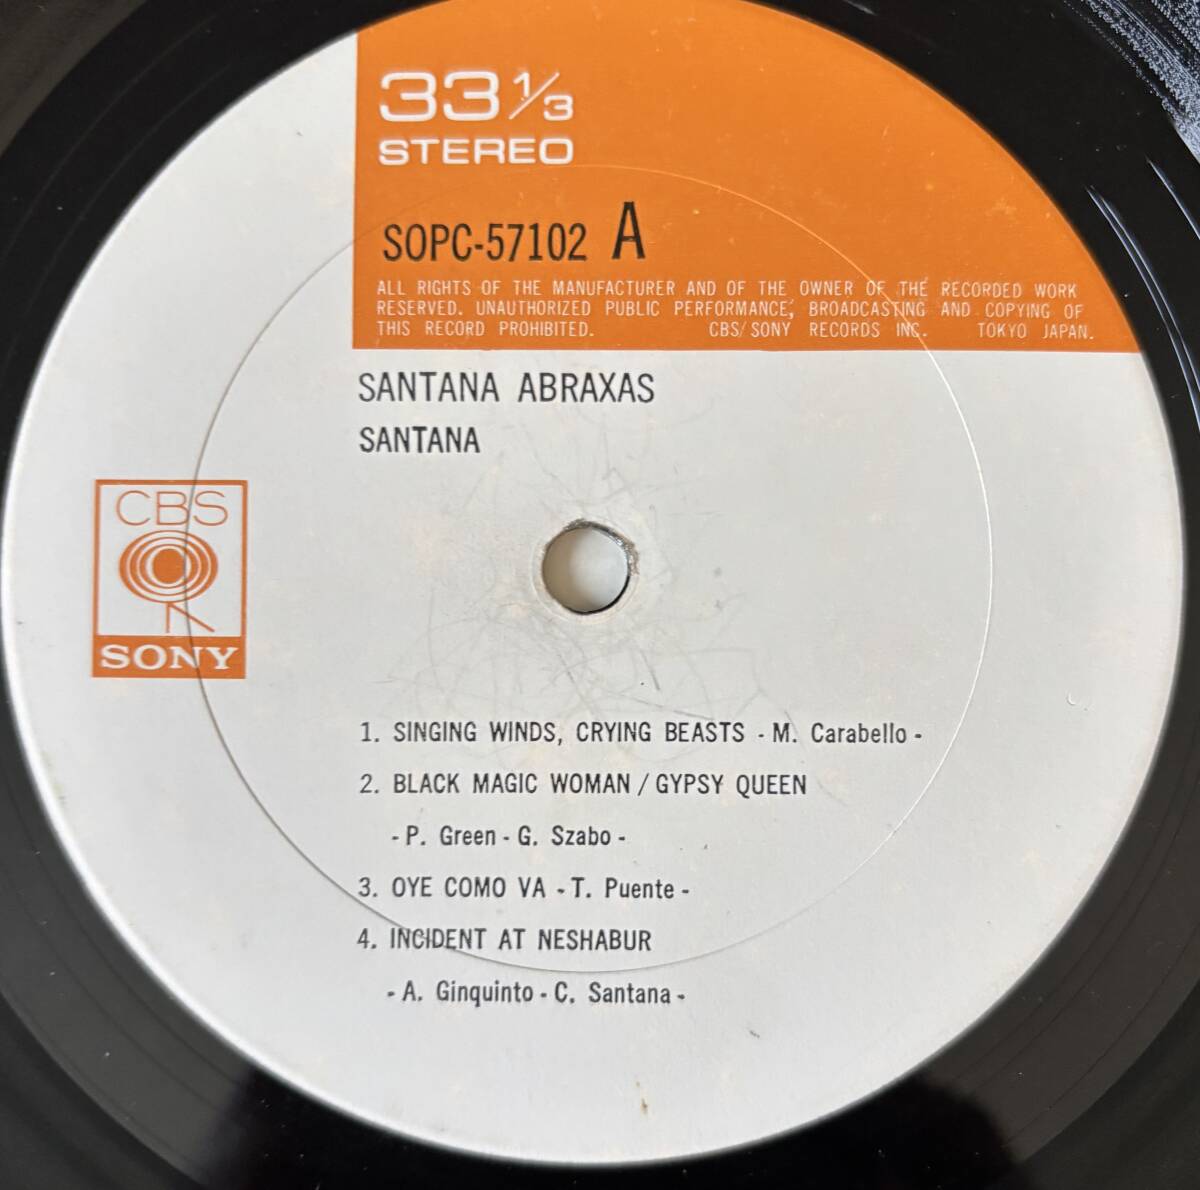 33 1/3
STEREO
SOPC-57102 A
ALL RIGHTS OF THE MANUFACTURER AND OF THE OWNER OF THE RECORDED WORK
RESERVED. UNAUTHORIZED PUBLIC PERFORMANCE, BROADCASTING AND COPYING OF
THIS RECORD PROHIBITED. CBS/SONY RECORDS INC. TOKYO JAPAN.
SANTANA ABRAXAS
SANTANA
CBS
SONY
1. SINGING WINDS, CRYING BEASTS - M. Carabello -
2. BLACK MAGIC WOMAN / GYPSY QUEEN
- P. Green - G. Szabo -
3. OYE COMO VA - T. Puente -
4. INCIDENT AT NESHABUR
- A. Ginquinto - C. Santana -